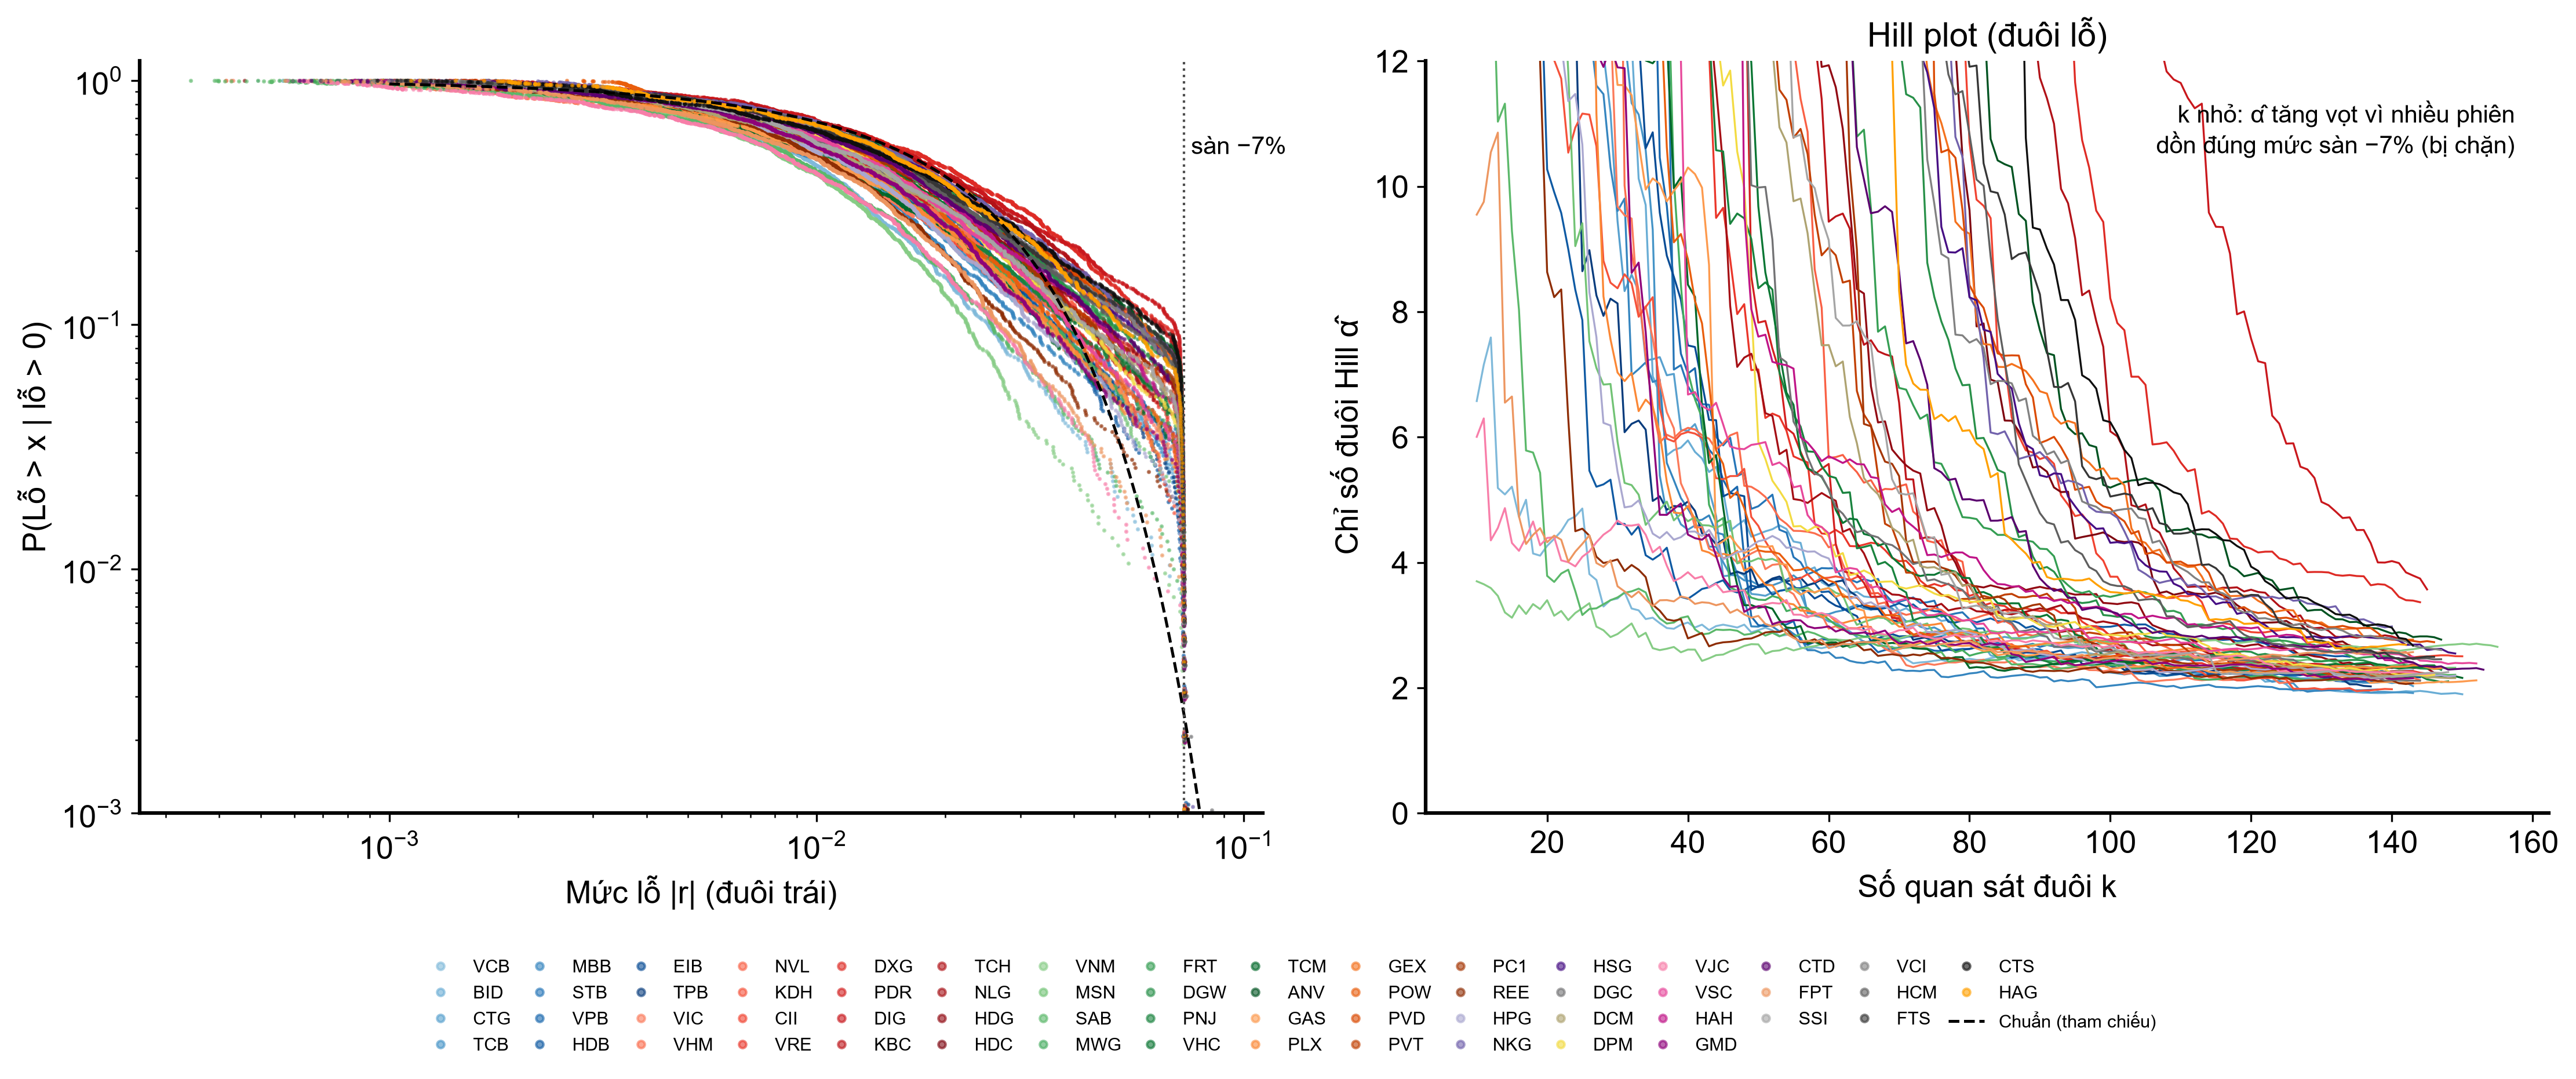 10⁰
10⁻¹
10⁻²
10⁻³
P(Lỗ > x | lỗ > 0)
sàn −7%
10⁻³ 10⁻² 10⁻¹
Mức lỗ |r| (đuôi trái)
Hill plot (đuôi lỗ)
12
10
8
6
4
2
0
Chỉ số đuôi Hill α̂
k nhỏ: α̂ tăng vọt vì nhiều phiên
dồn đúng mức sàn −7% (bị chặn)
20 40 60 80 100 120 140 160
Số quan sát đuôi k
VCB MBB EIB NVL DXG TCH VNM FRT TCM GEX PC1 HSG VJC CTD VCI CTS
BID STB TPB KDH PDR NLG MSN DGW ANV POW REE DGC VSC FPT HCM HAG
CTG VPB VIC CII DIG HDG SAB PNJ GAS PVD HPG DCM HAH SSI FTS Chuẩn (tham chiếu)
TCB HDB VHM VRE KBC HDC MWG VHC PLX PVT NKG DPM GMD